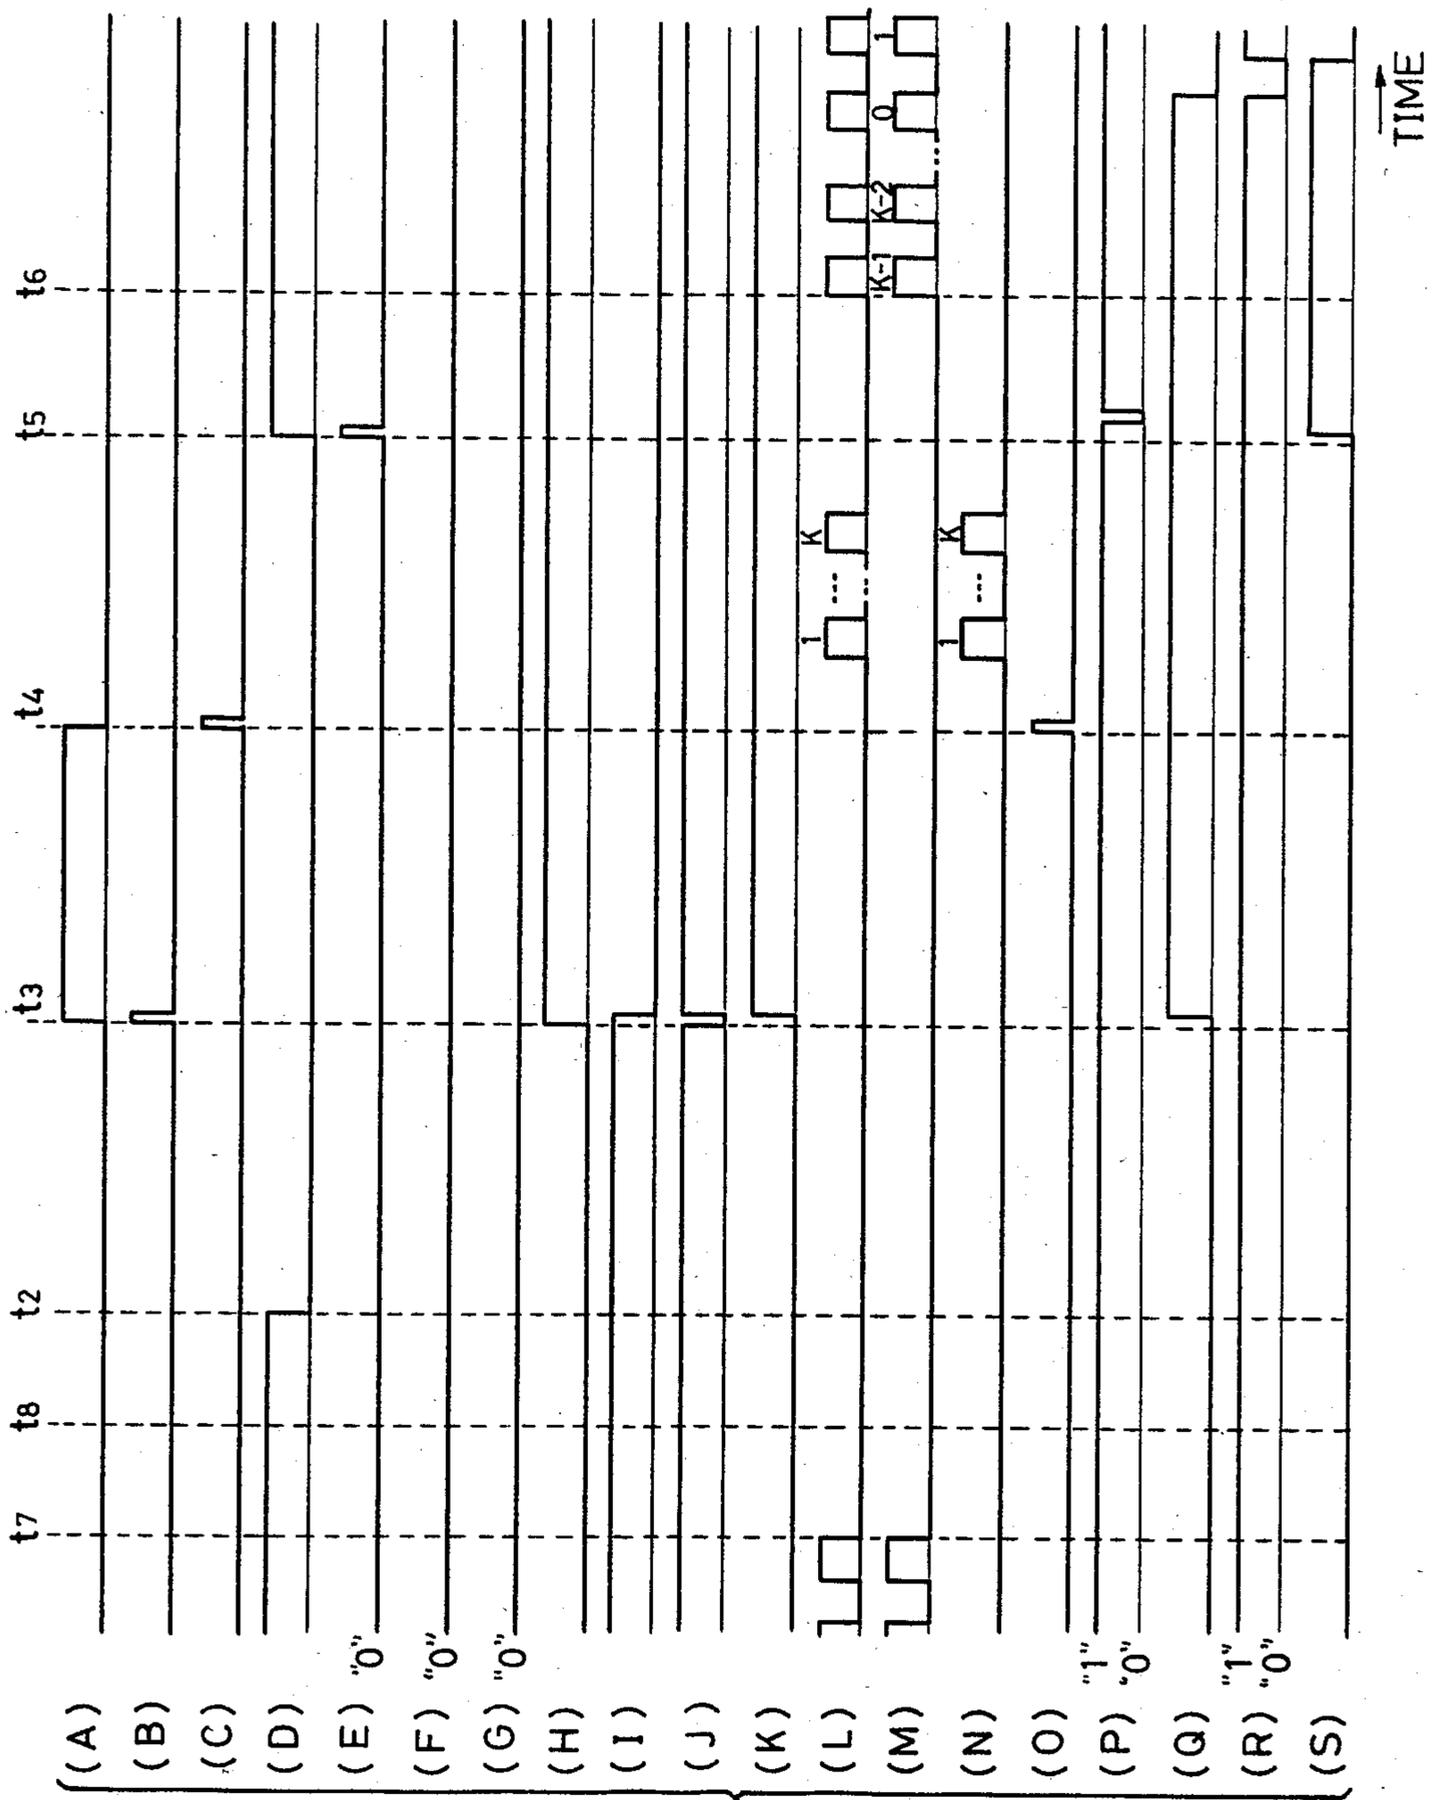 t7 t8 t2 t3 t4 t5 t6
(A)
(B)
(C)
(D)
(E) "0"
(F) "0"
(G) "0"
(H)
(I)
(J)
(K)
(L) 1 --- K
(M) K-1 K-2 0 1
(N) 1 --- K
(O)
(P) "1" "0"
(Q)
(R) "1" "0"
(S)
TIME